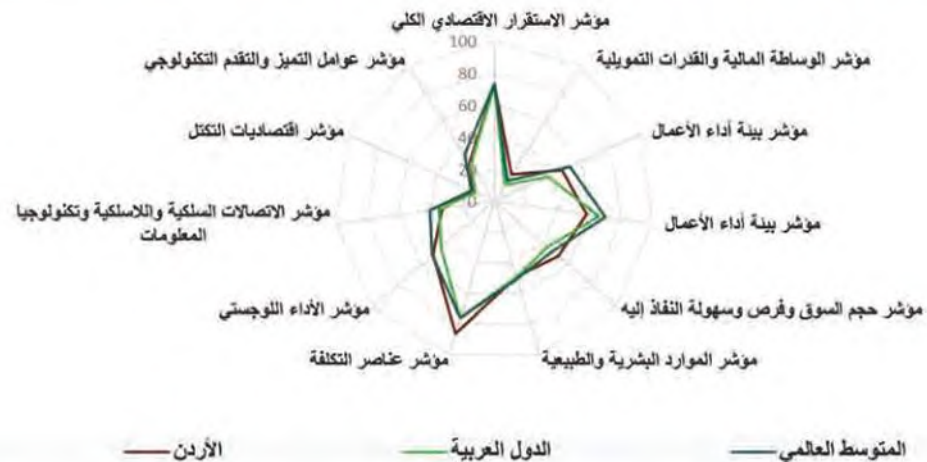 مؤشر الاستقرار الاقتصادي الكلي
100
80
60
40
20
0
مؤشر الوساطة المالية والقدرات التمويلية
مؤشر بيئة أداء الأعمال
مؤشر بيئة أداء الأعمال
مؤشر حجم السوق وفرص وسهولة النفاذ إليه
مؤشر الموارد البشرية والطبيعية
مؤشر عناصر التكلفة
مؤشر الأداء اللوجستي
مؤشر الاتصالات السلكية واللاسلكية وتكنولوجيا
المعلومات
مؤشر اقتصاديات التكتل
مؤشر عوامل التميز والتقدم التكنولوجي
الأردن
الدول العربية
المتوسط العالمي